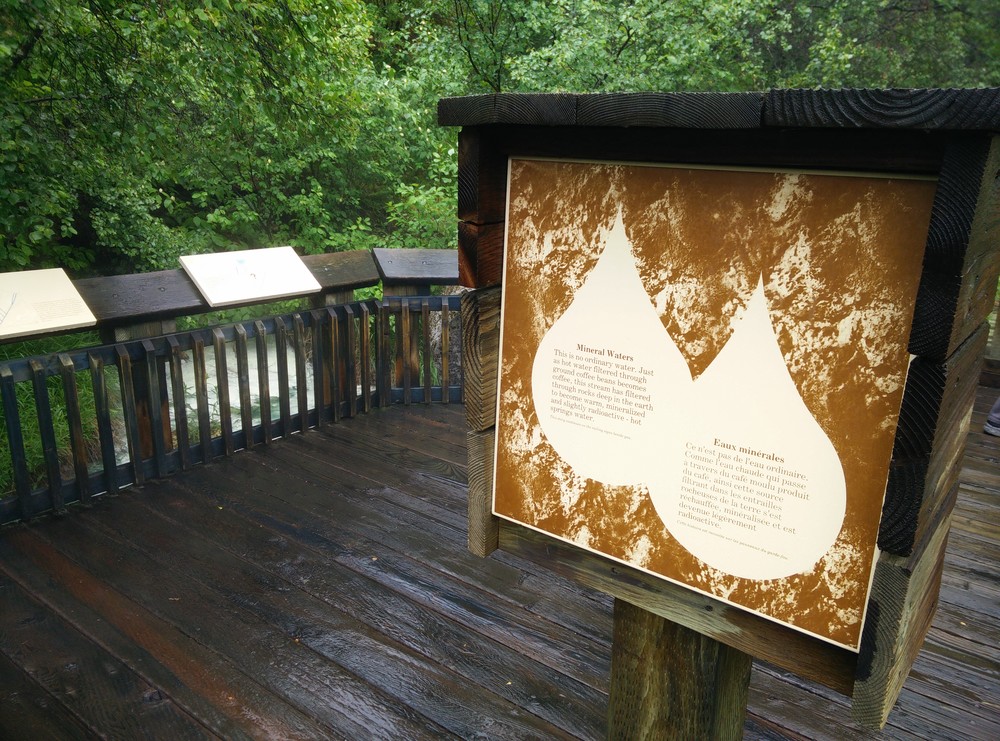 Mineral Waters
This is no ordinary water. Just
as hot water filtered through
ground coffee beans becomes
coffee, this stream has filtered
through rocks deep in the earth
to become warm, mineralized
and slightly radioactive - hot
springs water.
Eaux minérales
Ce n'est pas de l'eau ordinaire.
Comme l'eau chaude qui passe
à travers du café moulu produit
du café, ainsi cette source
filtrant dans les entrailles
rocheuses de la terre s'est
réchauffée, minéralisée et est
devenue légèrement
radioactive.